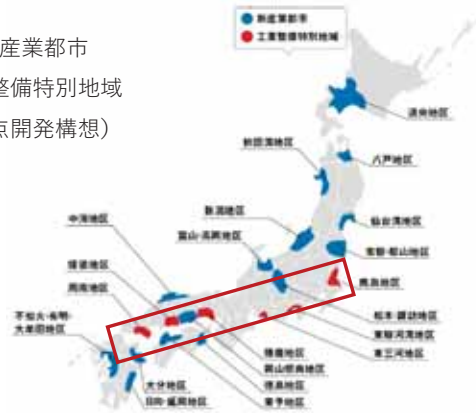 産業都市
整備特別地域
点開発構想）
新産業都市
工業整備特別地域
道央地区
八戸地区
秋田湾地区
仙台湾地区
新潟地区
富山・高岡地区
常磐・郡山地区
中海地区
鹿島地区
備後地区
周南地区
松本・諏訪地区
不知火・有明・
大牟田地区
東駿河湾地区
東三河地区
播磨地区
岡山県南地区
徳島地区
東予地区
大分地区
日向・延岡地区